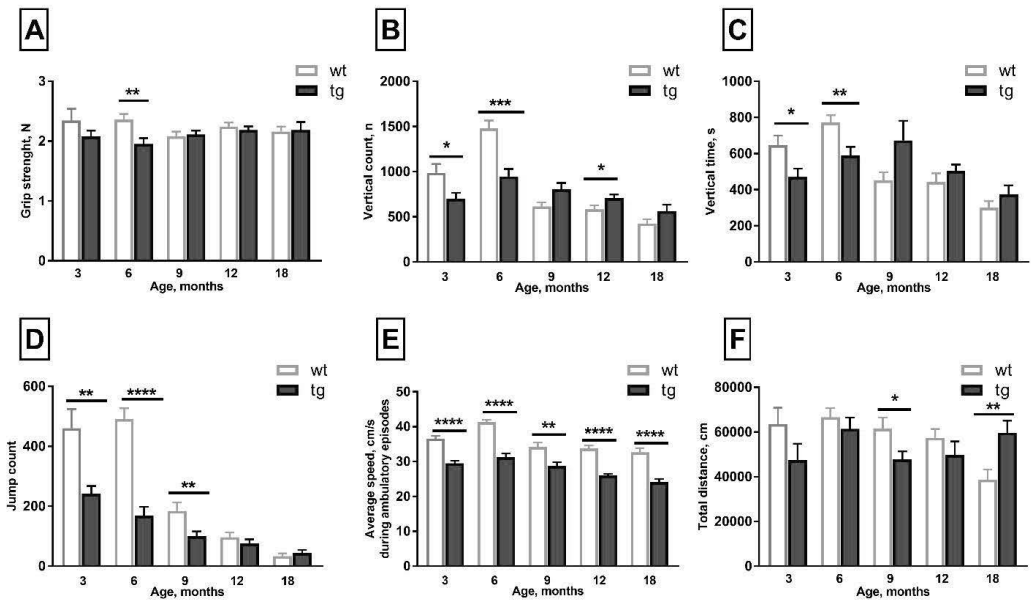 A
wt
tg
Grip strenght, N
3
2
1
0
**
3 6 9 12 18
Age, months
B
wt
tg
Vertical count, n
2000
1500
1000
500
0
*
***
*
3 6 9 12 18
Age, months
C
wt
tg
Vertical time, s
1000
800
600
400
200
0
*
**
3 6 9 12 18
Age, months
D
wt
tg
Jump count
600
400
200
0
**
****
**
3 6 9 12 18
Age, months
E
wt
tg
Average speed, cm/s
during ambulatory episodes
50
40
30
20
10
0
****
****
**
****
****
3 6 9 12 18
Age, months
F
wt
tg
Total distance, cm
80000
60000
40000
20000
0
*
**
3 6 9 12 18
Age, months